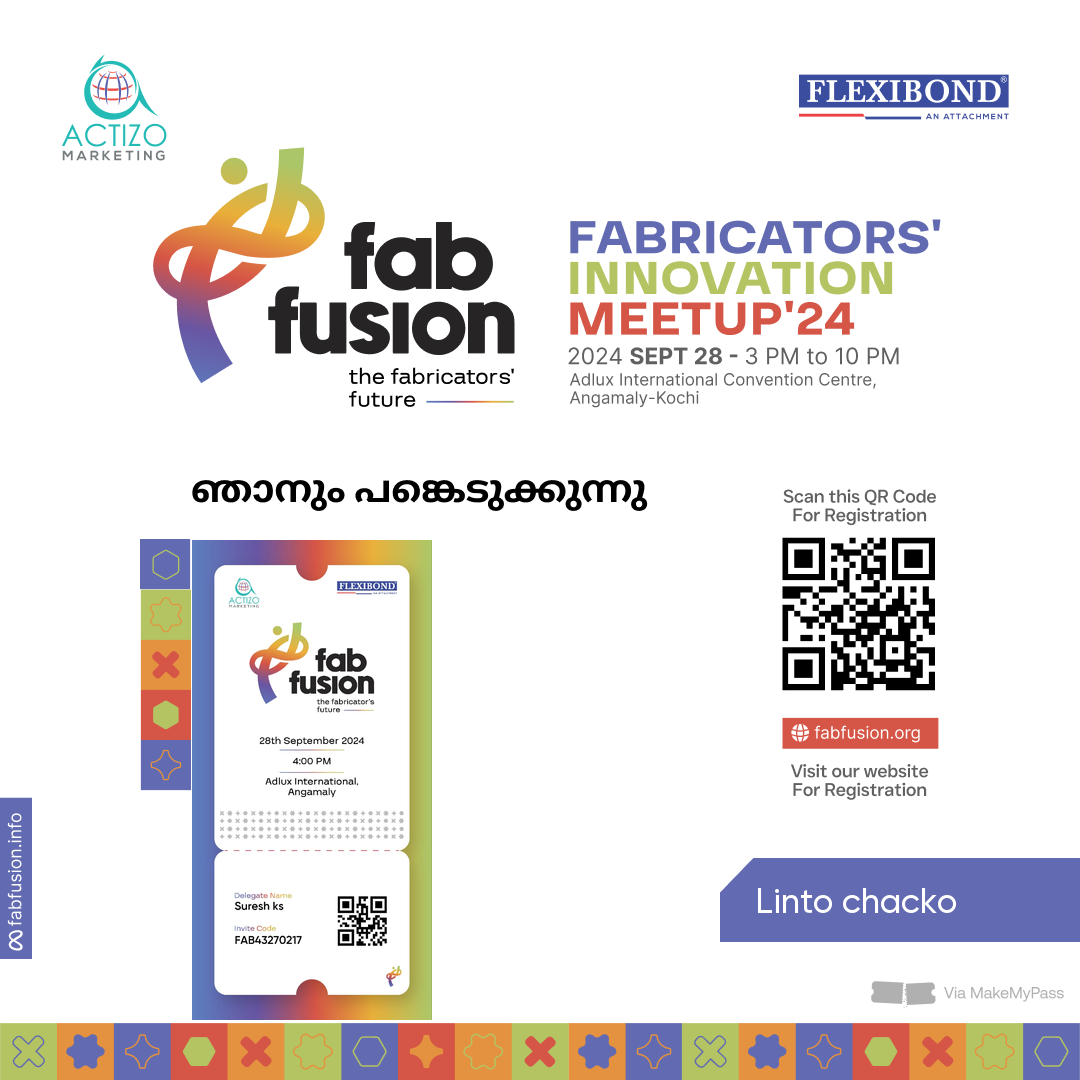 ACTIZO
MARKETING
FLEXIBOND®
AN ATTACHMENT
fab
fusion
the fabricators'
future
FABRICATORS'
INNOVATION
MEETUP'24
2024 SEPT 28 - 3 PM to 10 PM
Adlux International Convention Centre,
Angamaly-Kochi
ഞാനും പങ്കെടുക്കുന്നു
Scan this QR Code
For Registration
fabfusion.org
Visit our website
For Registration
ACTIZO
MARKETING
FLEXIBOND
AN ATTACHMENT
fab
fusion
the fabricator's
future
28th September 2024
4:00 PM
Adlux International,
Angamaly
Delegate Name
Suresh ks
Invite Code
FAB43270217
fabfusion.info
Linto chacko
Via MakeMyPass